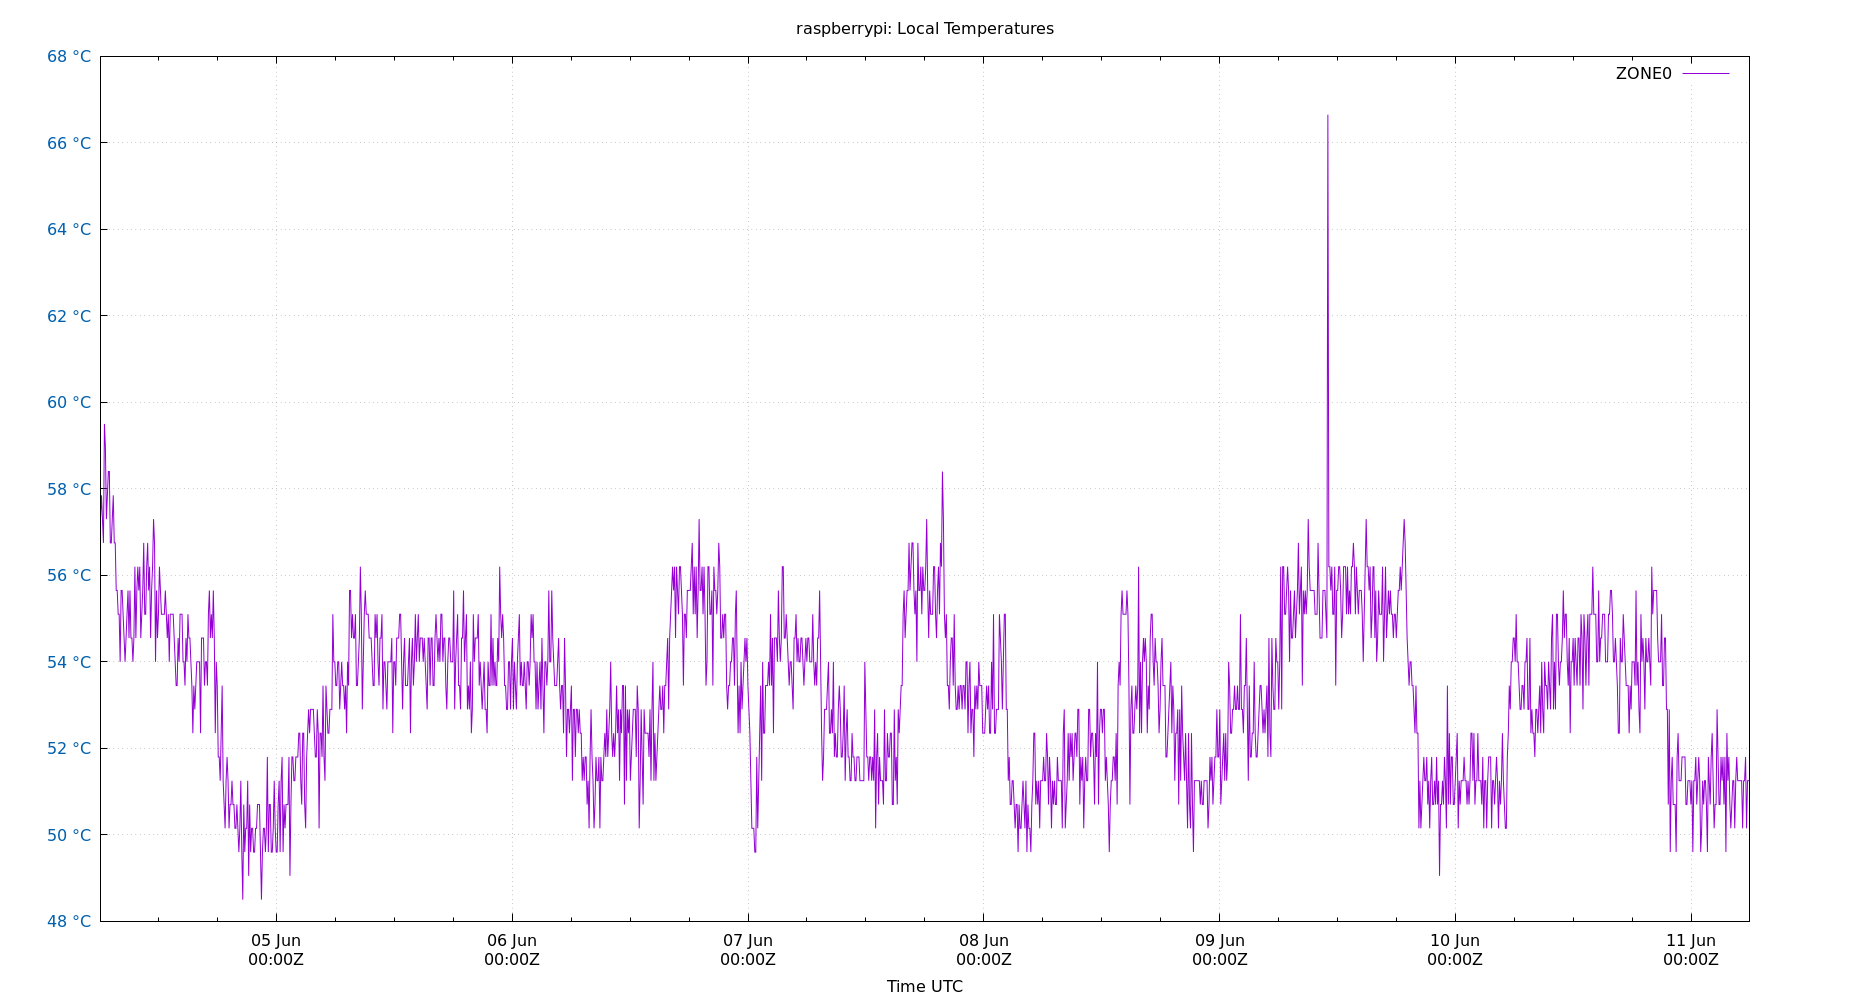 raspberrypi: Local Temperatures
68 °C
ZONE0
66 °C
64 °C
62 °C
60 °C
58 °C
56 °C
54 °C
52 °C
50 °C
48 °C
05 Jun 06 Jun 07 Jun 08 Jun 09 Jun 10 Jun 11 Jun
00:00Z 00:00Z 00:00Z 00:00Z 00:00Z 00:00Z 00:00Z
Time UTC